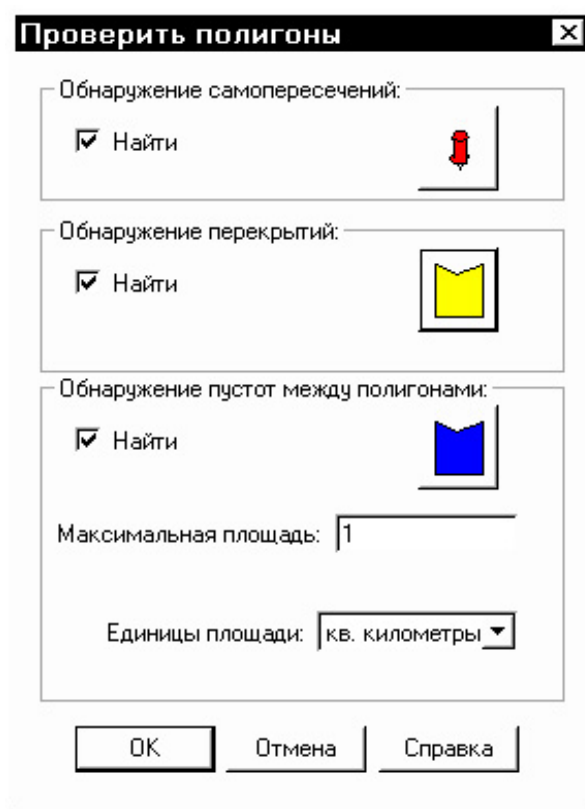 Проверить полигоны
Обнаружение самопересечений:
Найти
Обнаружение перекрытий:
Найти
Обнаружение пустот между полигонами:
Найти
Максимальная площадь: 1
Единицы площади: кв. километры
OK Отмена Справка